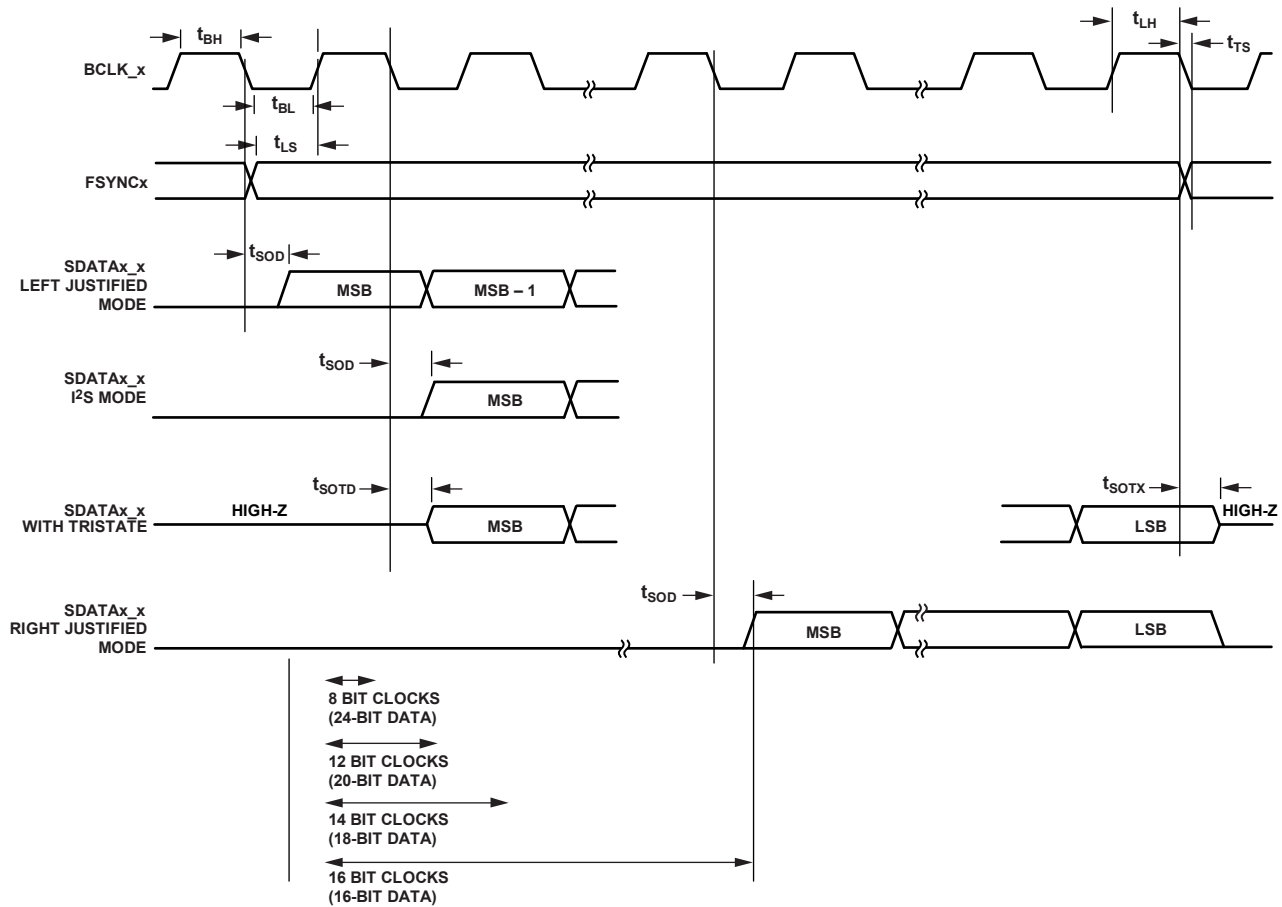 tBH
tLH
tTS
BCLK_x
tBL
tLS
FSYNCx
tSOD
SDATAx_x
LEFT JUSTIFIED
MODE
MSB
MSB – 1
tSOD
SDATAx_x
I2S MODE
MSB
tSOTD
tSOTX
HIGH-Z
HIGH-Z
SDATAx_x
WITH TRISTATE
MSB
LSB
tSOD
SDATAx_x
RIGHT JUSTIFIED
MODE
MSB
LSB
8 BIT CLOCKS
(24-BIT DATA)
12 BIT CLOCKS
(20-BIT DATA)
14 BIT CLOCKS
(18-BIT DATA)
16 BIT CLOCKS
(16-BIT DATA)